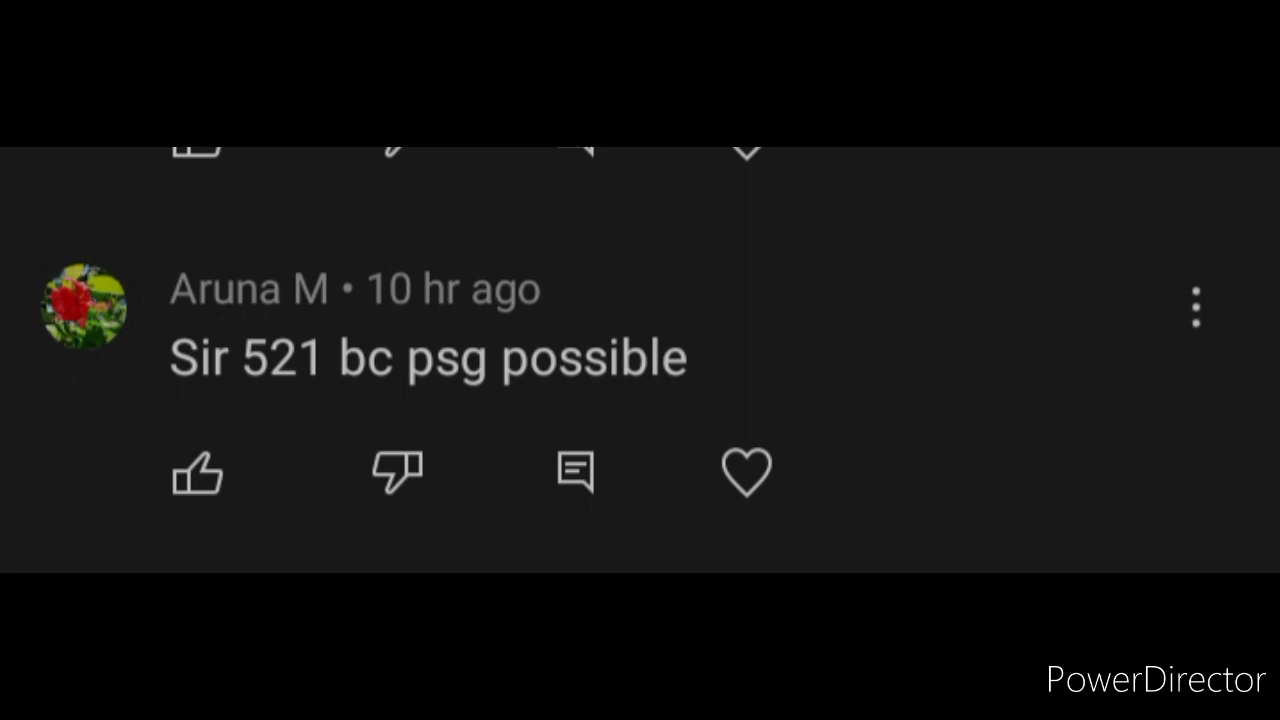 Aruna M • 10 hr ago
Sir 521 bc psg possible
PowerDirector